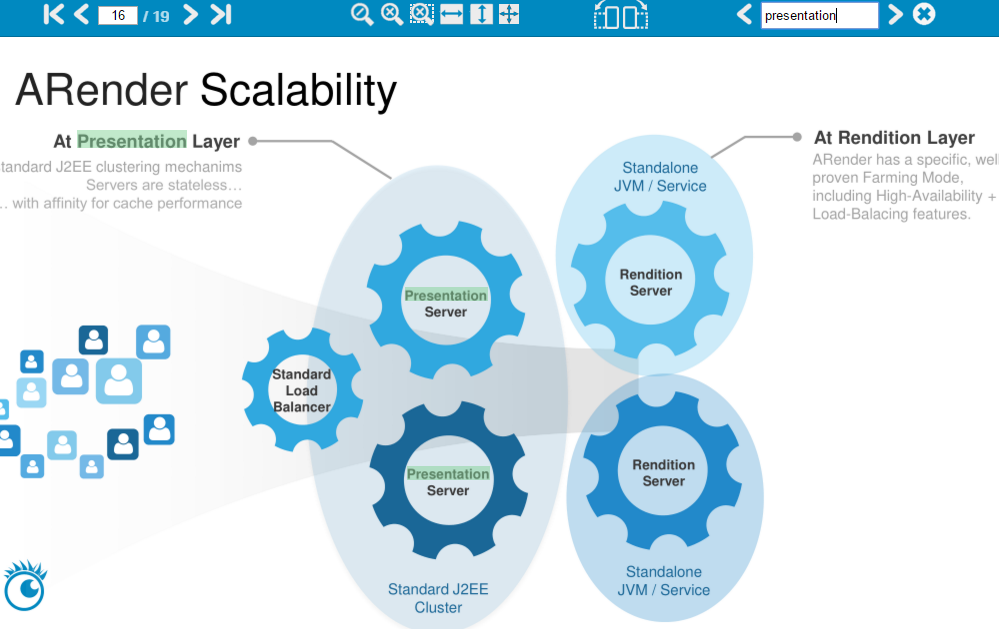 16 / 19
presentation
ARender Scalability
At Presentation Layer
tandard J2EE clustering mechanims
Servers are stateless…
… with affinity for cache performance
At Rendition Layer
ARender has a specific, well
proven Farming Mode,
including High-Availability +
Load-Balacing features.
Standalone
JVM / Service
Rendition
Server
Presentation
Server
Standard
Load
Balancer
Presentation
Server
Rendition
Server
Standard J2EE
Cluster
Standalone
JVM / Service